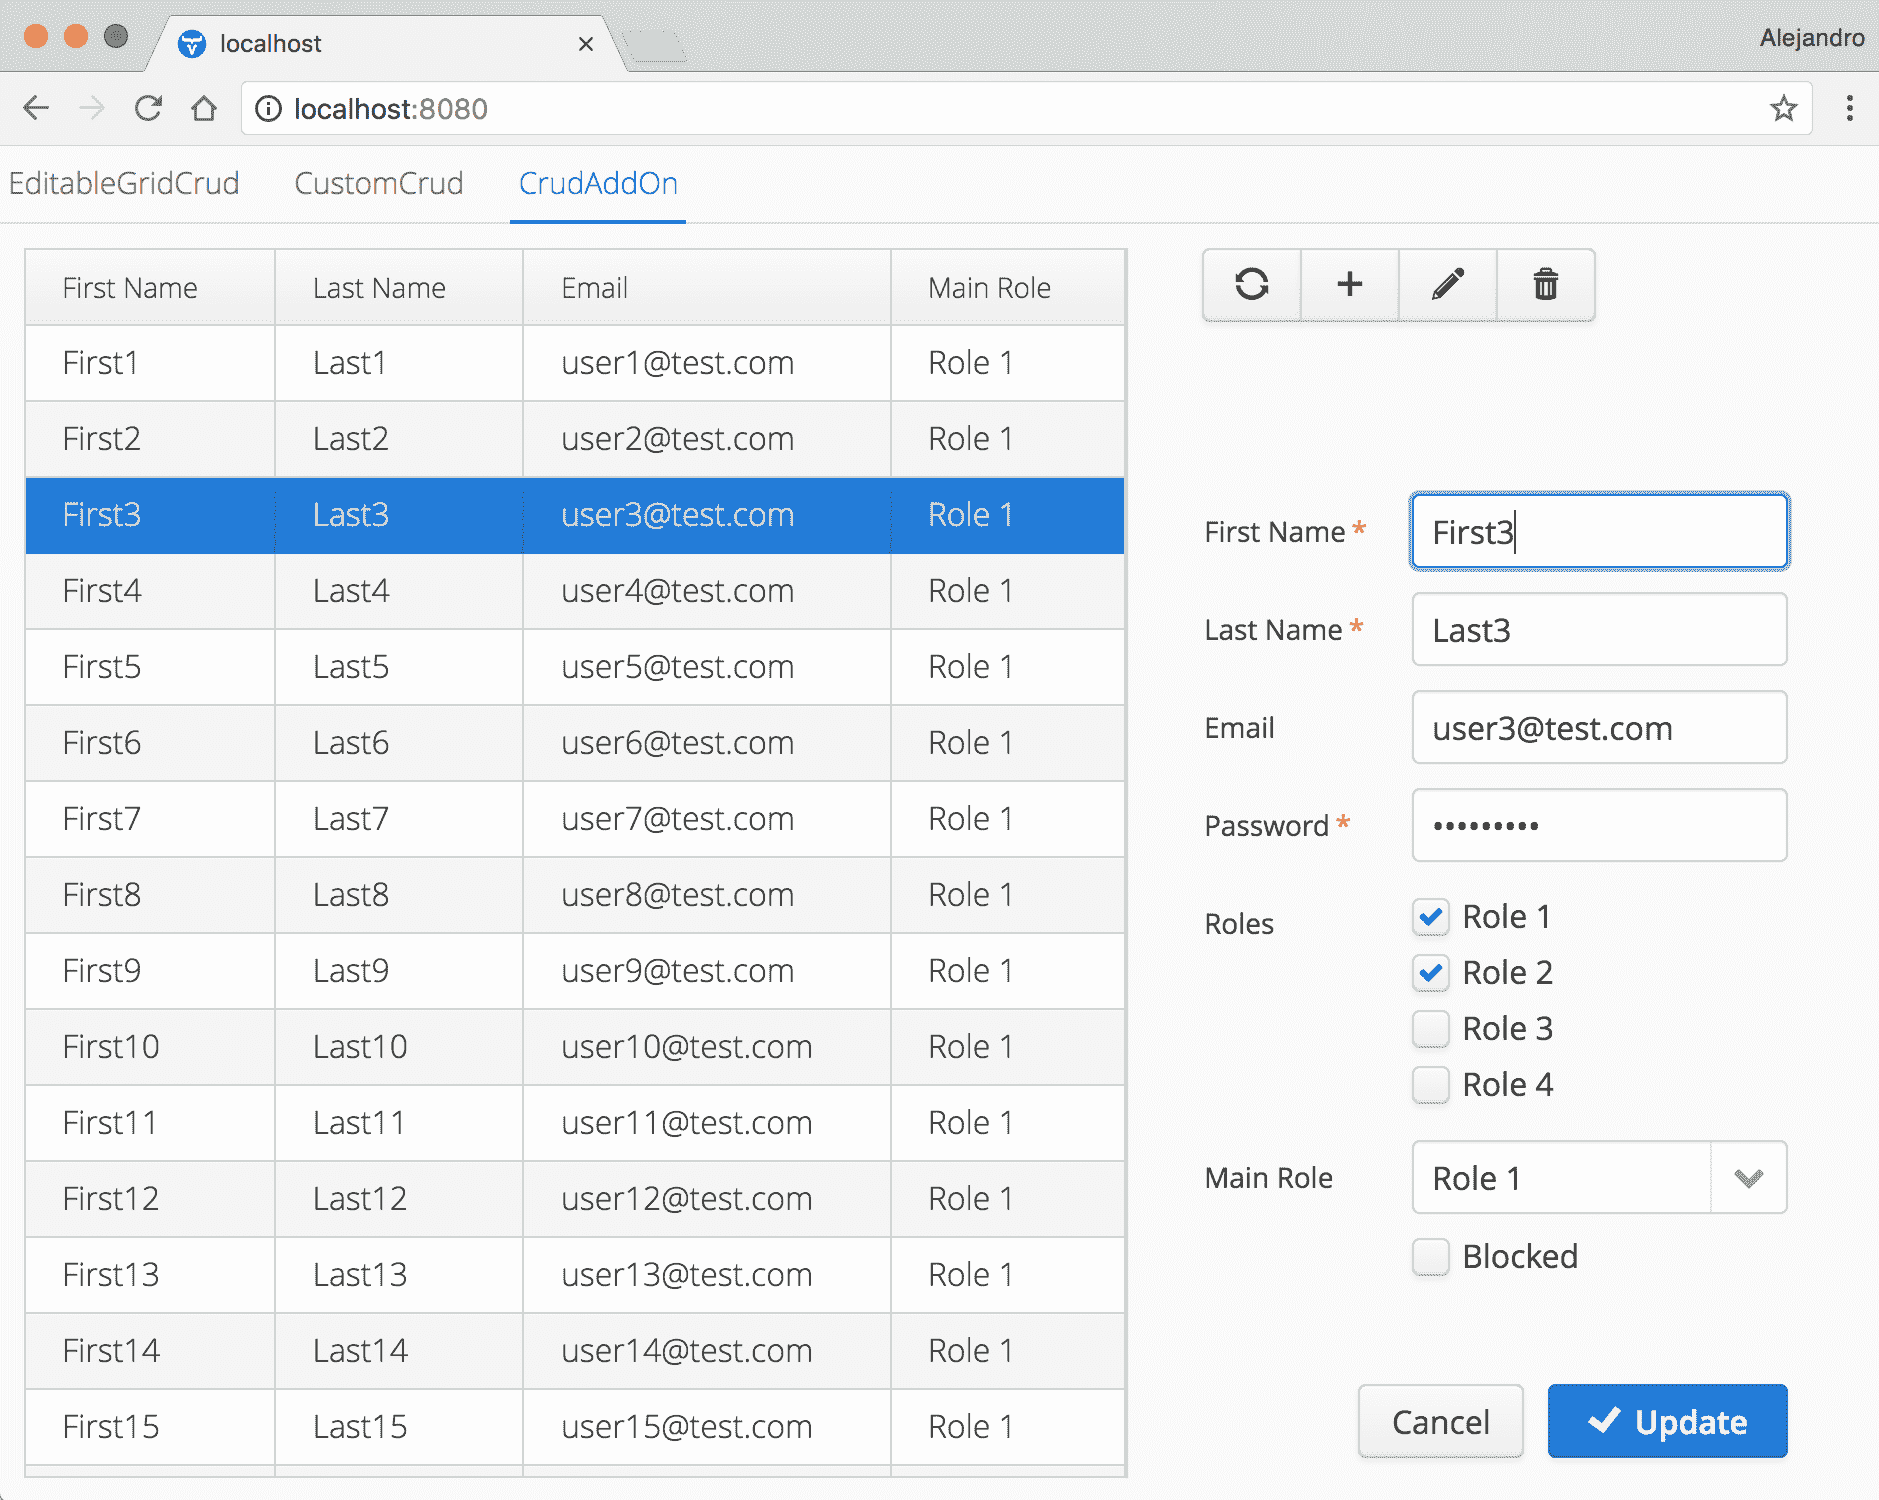 localhost
Alejandro
localhost:8080
EditableGridCrud CustomCrud CrudAddOn
First Name Last Name Email Main Role
First1 Last1 user1@test.com Role 1
First2 Last2 user2@test.com Role 1
First3 Last3 user3@test.com Role 1
First4 Last4 user4@test.com Role 1
First5 Last5 user5@test.com Role 1
First6 Last6 user6@test.com Role 1
First7 Last7 user7@test.com Role 1
First8 Last8 user8@test.com Role 1
First9 Last9 user9@test.com Role 1
First10 Last10 user10@test.com Role 1
First11 Last11 user11@test.com Role 1
First12 Last12 user12@test.com Role 1
First13 Last13 user13@test.com Role 1
First14 Last14 user14@test.com Role 1
First15 Last15 user15@test.com Role 1
First Name * First3
Last Name * Last3
Email user3@test.com
Password * •••••••••
Roles Role 1
Role 2
Role 3
Role 4
Main Role Role 1
Blocked
Cancel Update